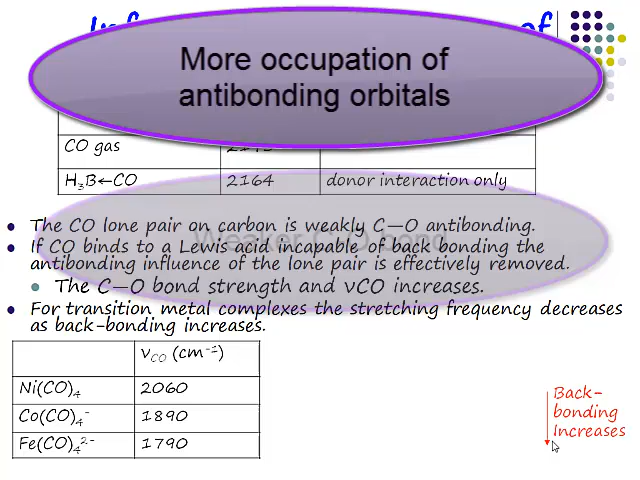 More occupation of
antibonding orbitals
CO gas
H₃B←CO 2164 donor interaction only
Weaker C-O bond
• The CO lone pair on carbon is weakly C—O antibonding.
• If CO binds to a Lewis acid incapable of back bonding the
antibonding influence of the lone pair is effectively removed.
• The C—O bond strength and νCO increases.
• For transition metal complexes the stretching frequency decreases
as back-bonding increases.
ν_CO (cm⁻¹)
Ni(CO)₄ 2060
Co(CO)₄⁻ 1890
Fe(CO)₄²⁻ 1790
Back-
bonding
Increases